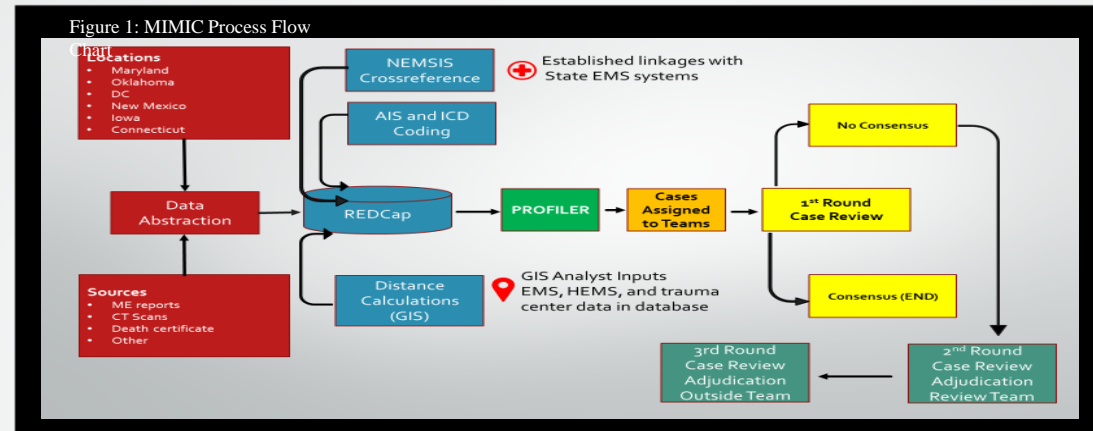 Figure 1: MIMIC Process Flow
Chart
Locations
• Maryland
• Oklahoma
• DC
• New Mexico
• Iowa
• Connecticut
Data
Abstraction
Sources
• ME reports
• CT Scans
• Death certificate
• Other
NEMSIS
Crossreference
Established linkages with
State EMS systems
AIS and ICD
Coding
REDCap
Distance
Calculations
(GIS)
GIS Analyst Inputs
EMS, HEMS, and trauma
center data in database
PROFILER
Cases
Assigned
to Teams
1st Round
Case Review
No Consensus
Consensus (END)
2nd Round
Case Review
Adjudication
Review Team
3rd Round
Case Review
Adjudication
Outside Team